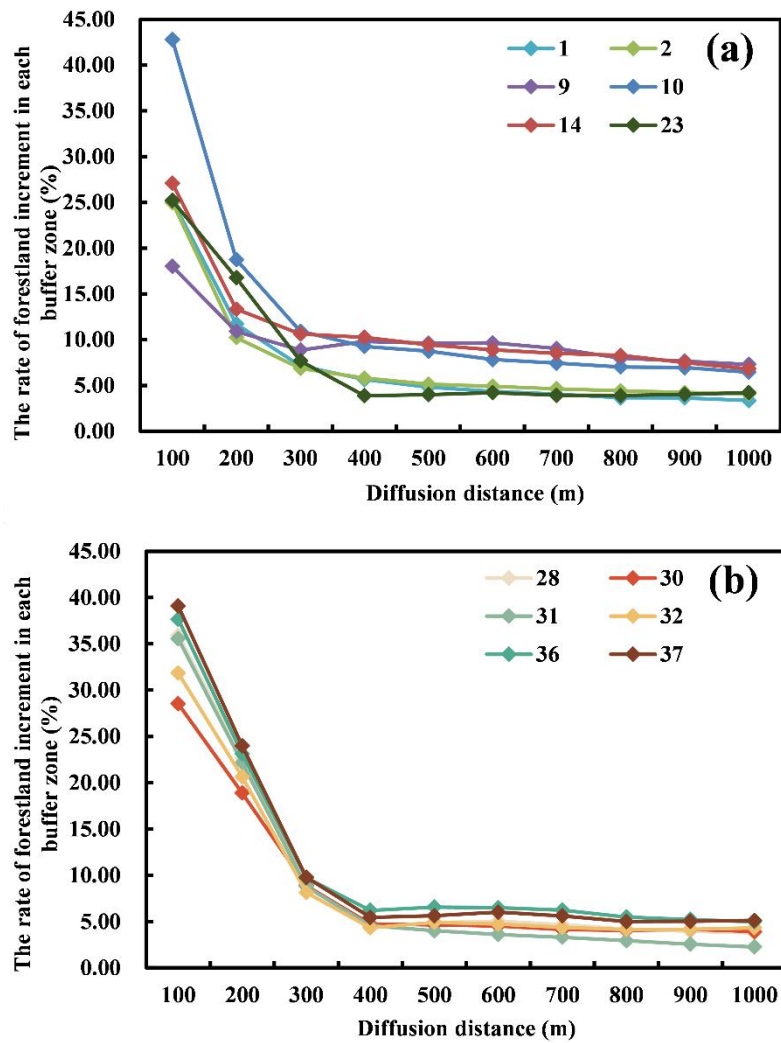 The rate of forestland increment in each
buffer zone (%)
45.00
40.00
35.00
30.00
25.00
20.00
15.00
10.00
5.00
0.00
(a)
1 2
9 10
14 23
100 200 300 400 500 600 700 800 900 1000
Diffusion distance (m)
The rate of forestland increment in each
buffer zone (%)
45.00
40.00
35.00
30.00
25.00
20.00
15.00
10.00
5.00
0.00
(b)
28 30
31 32
36 37
100 200 300 400 500 600 700 800 900 1000
Diffusion distance (m)